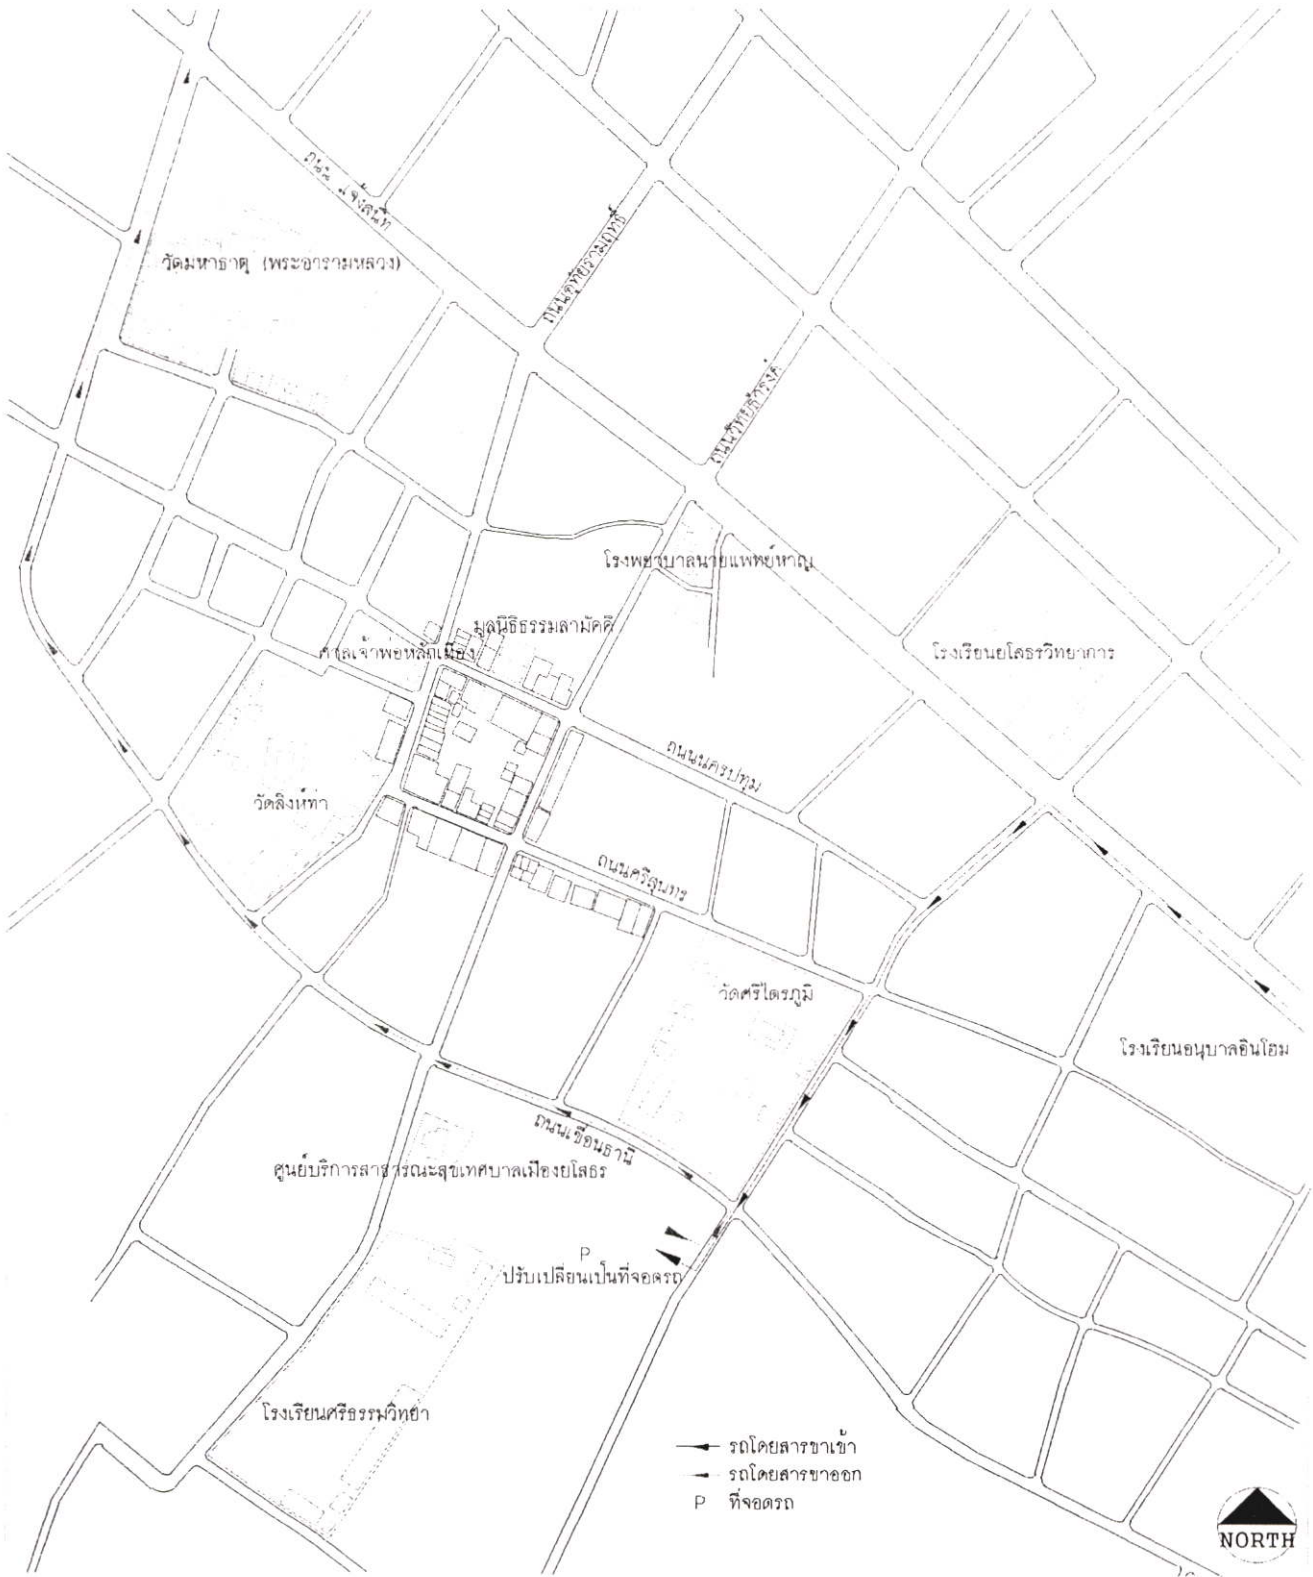 ถนน แจ้งสนิท
ถนนอุทัยรามฤทธิ์
วัดมหาธาตุ (พระอารามหลวง)
ถนนวิทยธำรงค์
โรงพยาบาลนายแพทย์หาญ
มูลนิธิธรรมสามัคคี
ศาลเจ้าพ่อหลักเมือง
โรงเรียนยโสธรวิทยาการ
ถนนนครปทุม
วัดสิงห์ท่า
ถนนศรีสุนทร
วัดศรีไตรภูมิ
โรงเรียนอนุบาลอินโฮม
ถนนเขื่อนธานี
ศูนย์บริการสาธารณะสุขเทศบาลเมืองยโสธร
P
ปรับเปลี่ยนเป็นที่จอดรถ
โรงเรียนศรีธรรมวิทยา
รถโดยสารขาเข้า
รถโดยสารขาออก
P ที่จอดรถ
NORTH